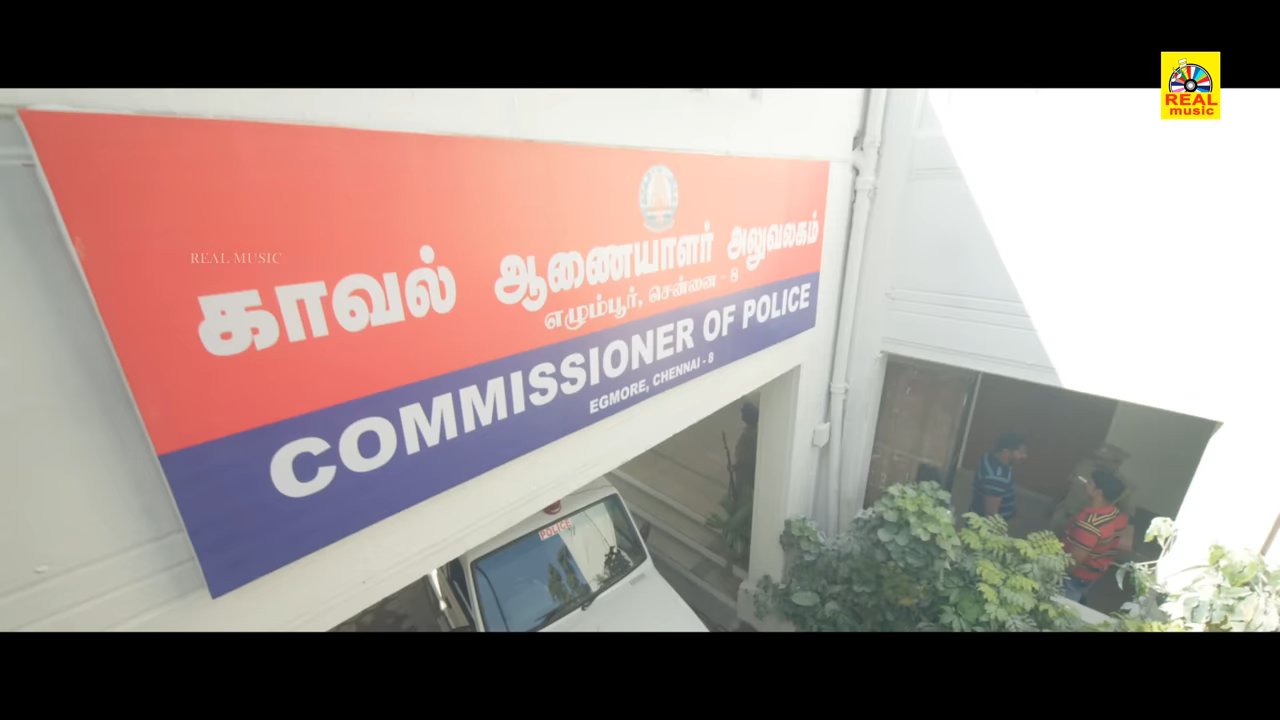 REAL
music
REAL MUSIC
காவல் ஆணையாளர் அலுவலகம்
எழும்பூர், சென்னை - 8
COMMISSIONER OF POLICE
EGMORE, CHENNAI - 8
POLICE